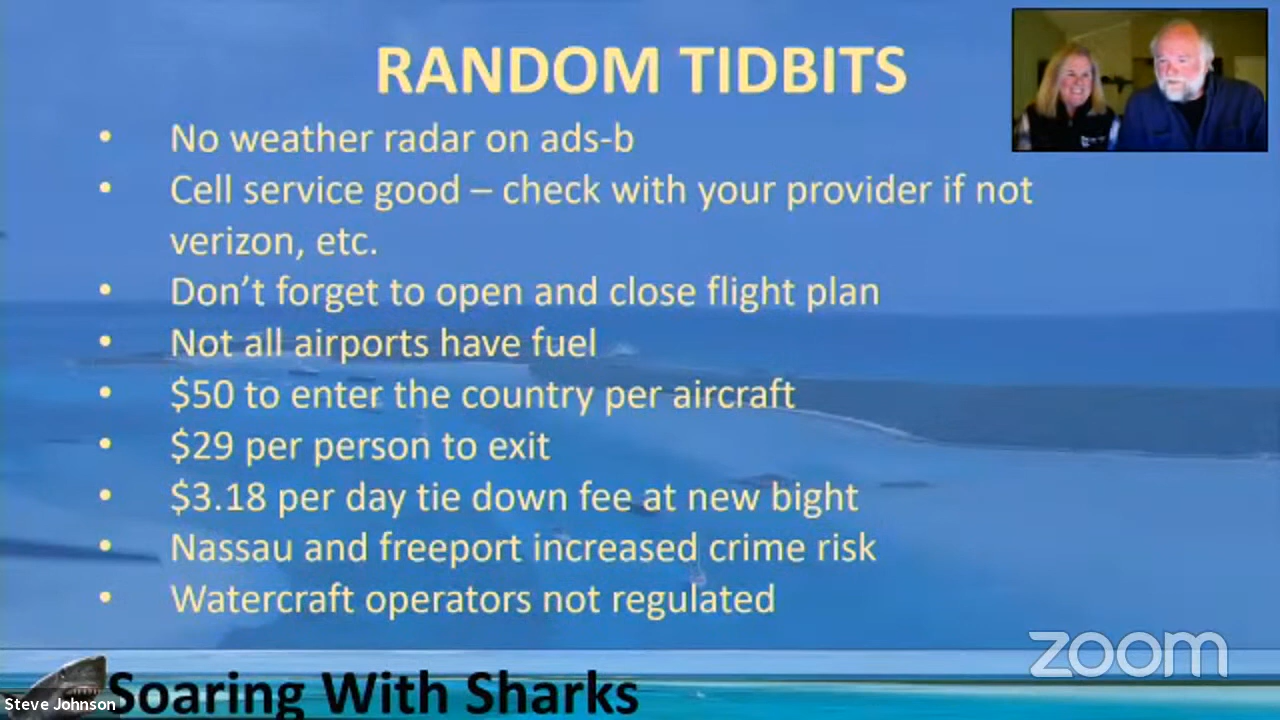 RANDOM TIDBITS
• No weather radar on ads-b
• Cell service good – check with your provider if not
verizon, etc.
• Don't forget to open and close flight plan
• Not all airports have fuel
• $50 to enter the country per aircraft
• $29 per person to exit
• $3.18 per day tie down fee at new bight
• Nassau and freeport increased crime risk
• Watercraft operators not regulated
zoom
Soaring With Sharks
Steve Johnson